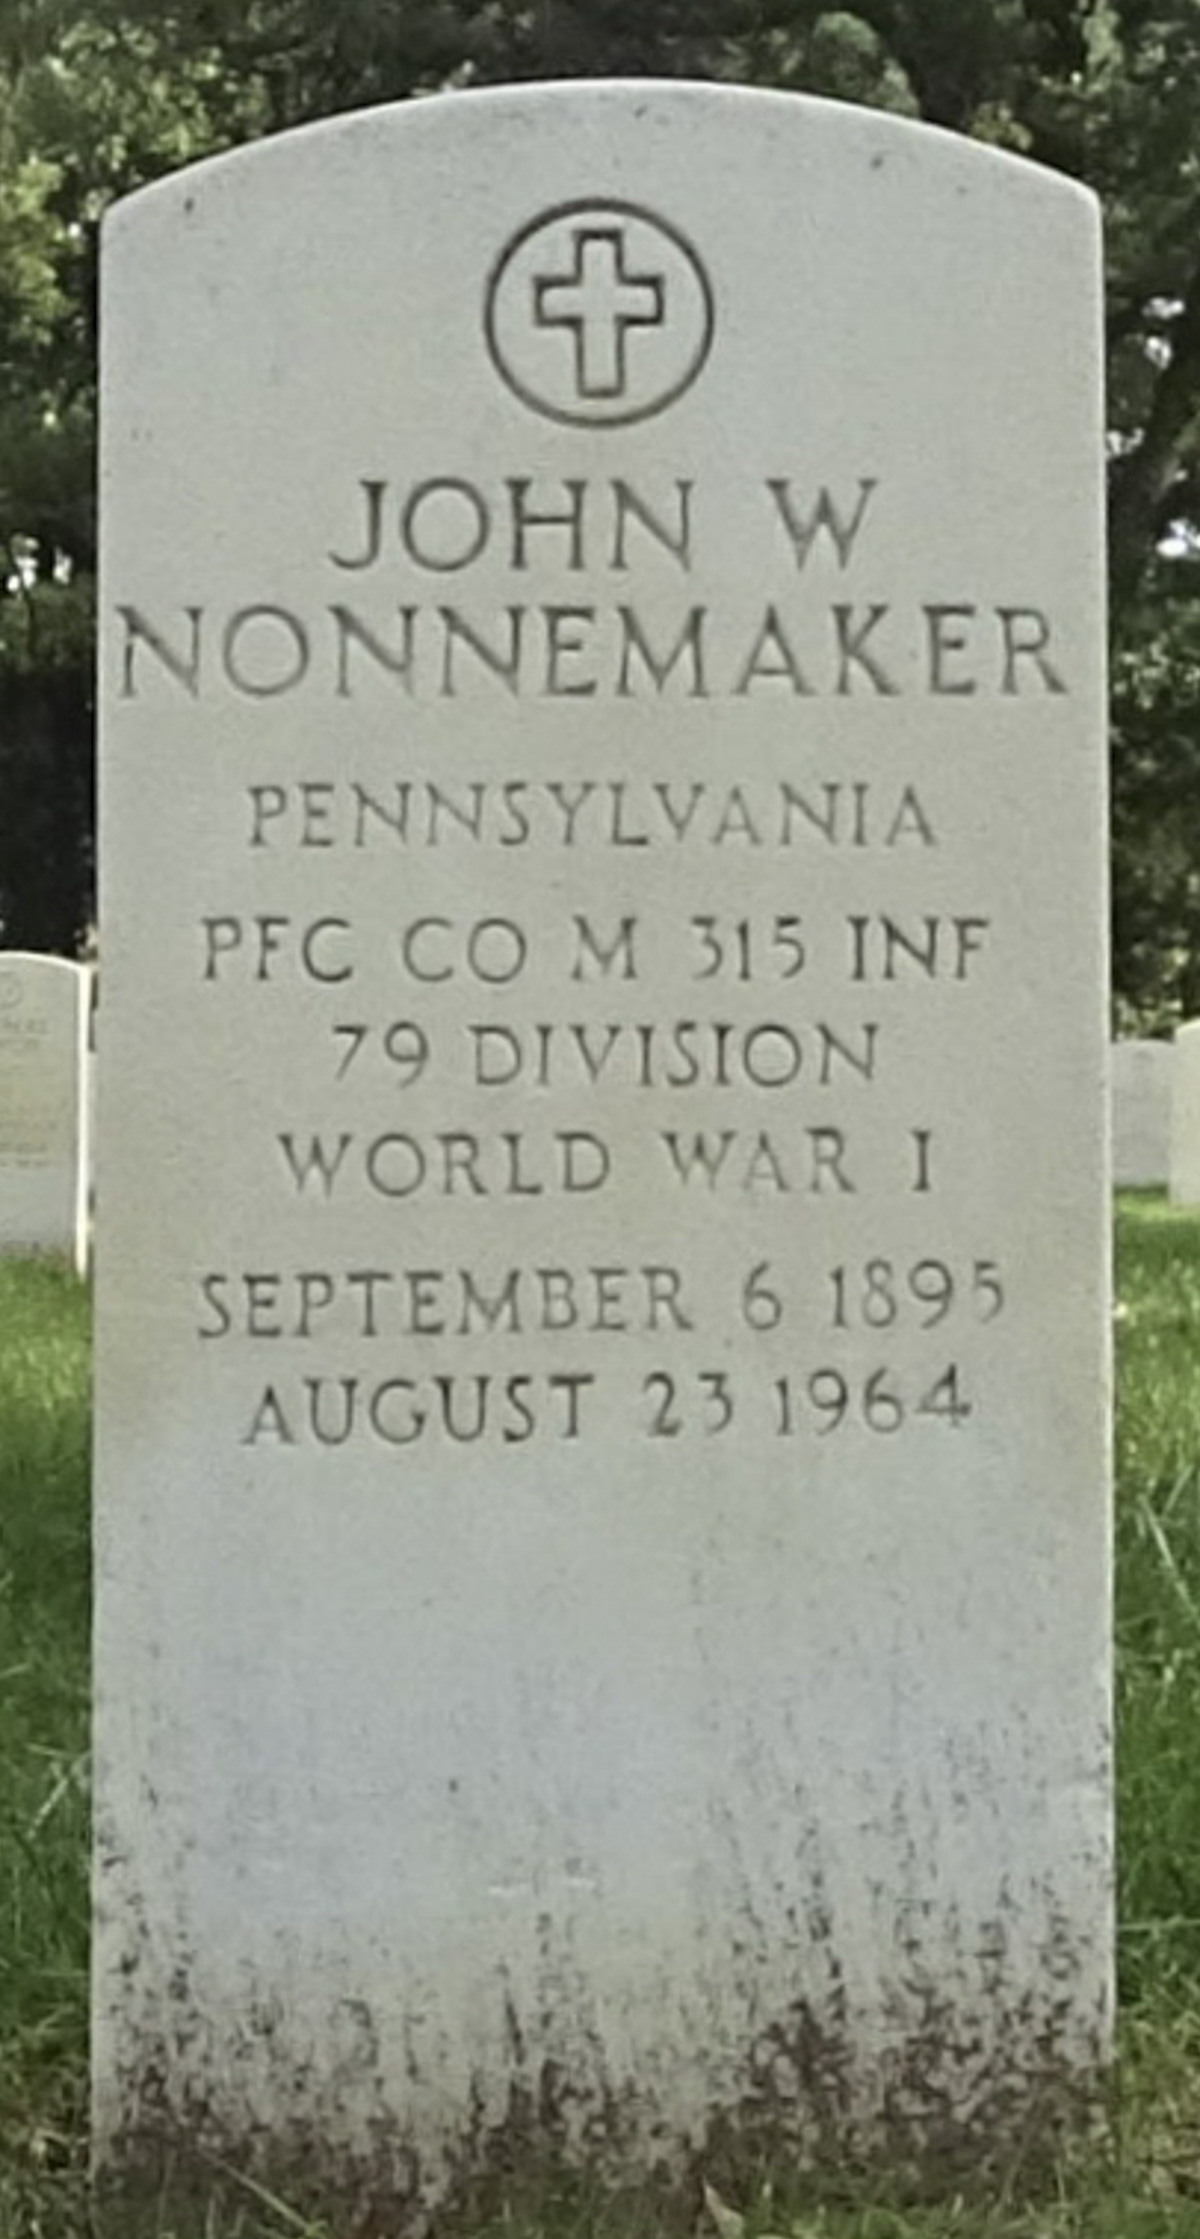 JOHN W
NONNEMAKER
PENNSYLVANIA
PFC CO M 315 INF
79 DIVISION
WORLD WAR I
SEPTEMBER 6 1895
AUGUST 23 1964